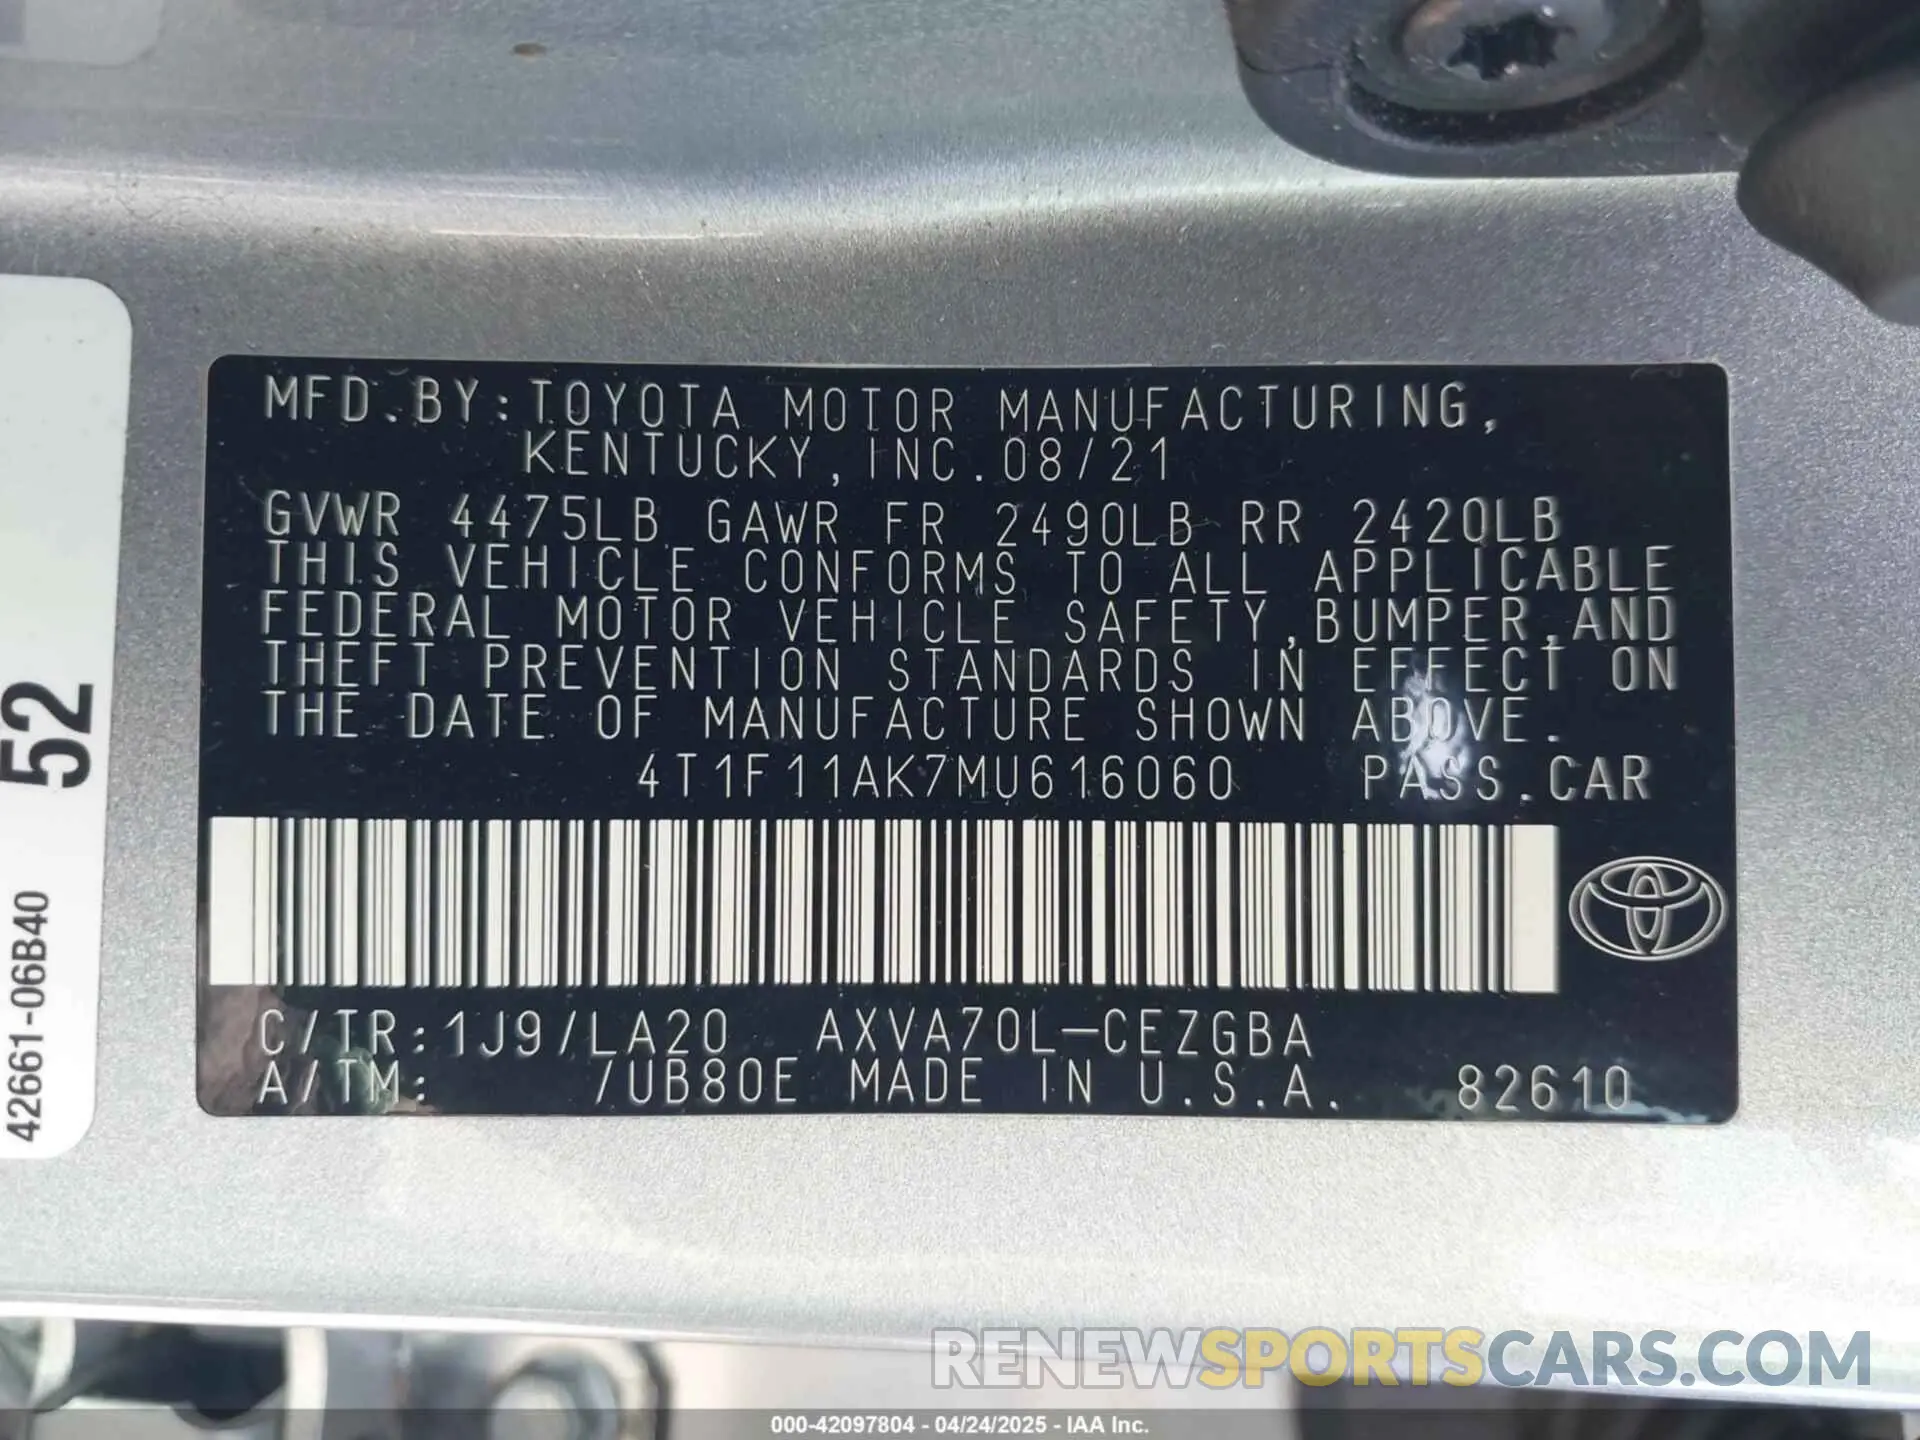 MFD.BY:TOYOTA MOTOR MANUFACTURING,
KENTUCKY,INC.08/21
GVWR 4475LB GAWR FR 2490LB RR 2420LB
THIS VEHICLE CONFORMS TO ALL APPLICABLE
FEDERAL MOTOR VEHICLE SAFETY,BUMPER,AND
THEFT PREVENTION STANDARDS IN EFFECT ON
THE DATE OF MANUFACTURE SHOWN ABOVE.
4T1F11AK7MU616060 PASS.CAR
C/TR:1J9/LA20 AXVA70L-CEZGBA
A/TM: /UB80E MADE IN U.S.A. 82610
52
42661-06B40
RENEWSPORTSCARS.COM
000-42097804 - 04/24/2025 - IAA Inc.